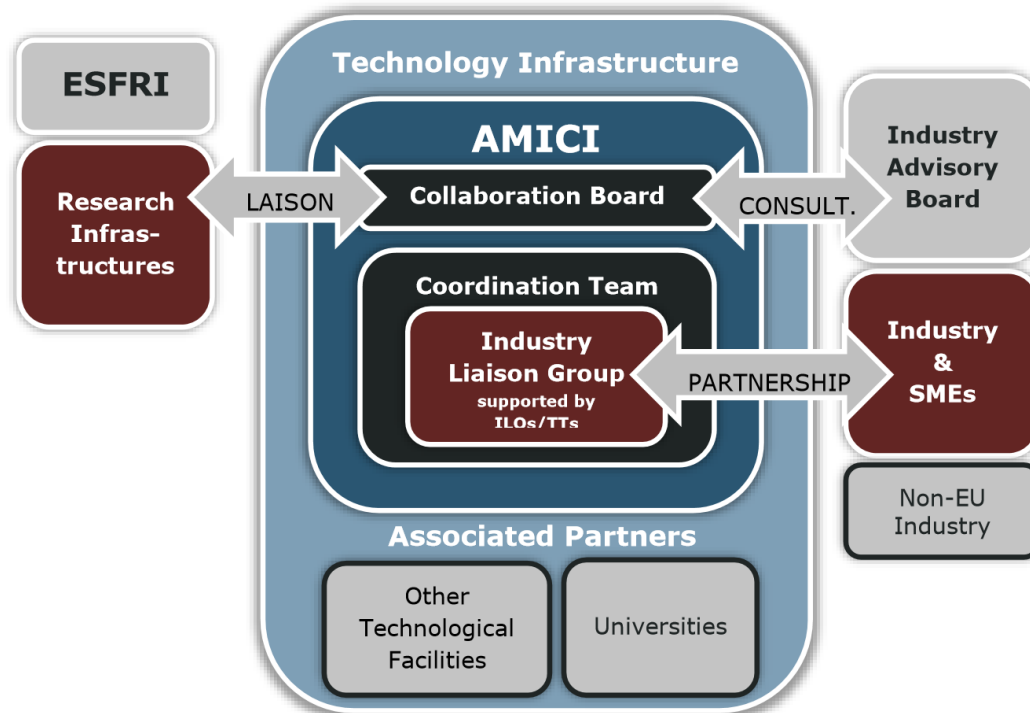 ESFRI
Research
Infras-
tructures
LAISON
Technology Infrastructure
AMICI
Collaboration Board
CONSULT.
Industry
Advisory
Board
Coordination Team
Industry
Liaison Group
supported by
ILOs/TTs
PARTNERSHIP
Industry
&
SMEs
Non-EU
Industry
Associated Partners
Other
Technological
Facilities
Universities